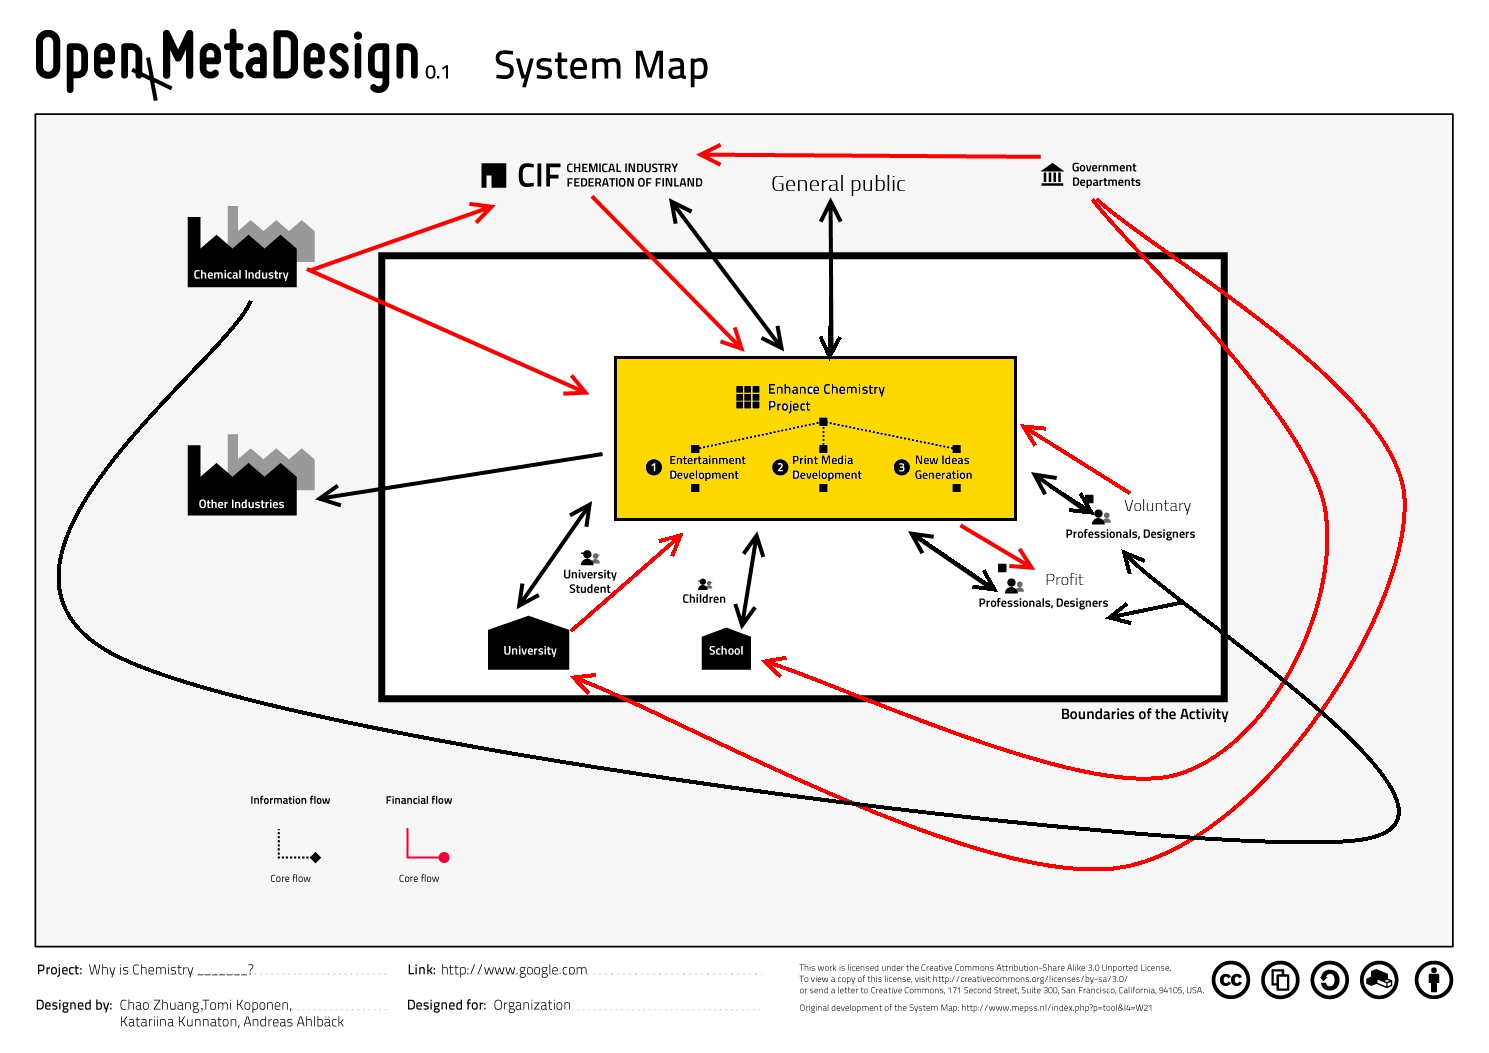 OpenMetaDesign 0.1 System Map
CIF CHEMICAL INDUSTRY
FEDERATION OF FINLAND
General public
Government
Departments
Chemical Industry
Enhance Chemistry
Project
1 Entertainment
Development
2 Print Media
Development
3 New Ideas
Generation
Other Industries
Voluntary
Professionals, Designers
University
Student
Profit
Professionals, Designers
Children
University
School
Boundaries of the Activity
Information flow
Financial flow
Core flow
Core flow
Project: Why is Chemistry _______?
Link: http://www.google.com
Designed by: Chao Zhuang,Tomi Koponen,
Katariina Kunnaton, Andreas Ahlbäck
Designed for: Organization
This work is licensed under the Creative Commons Attribution-Share Alike 3.0 Unported License.
To view a copy of this license, visit http://creativecommons.org/licenses/by-sa/3.0/
or send a letter to Creative Commons, 171 Second Street, Suite 300, San Francisco, California, 94105, USA.
Original development of the System Map: http://www.mepss.nl/index.php?p=tool&l4=W21
cc